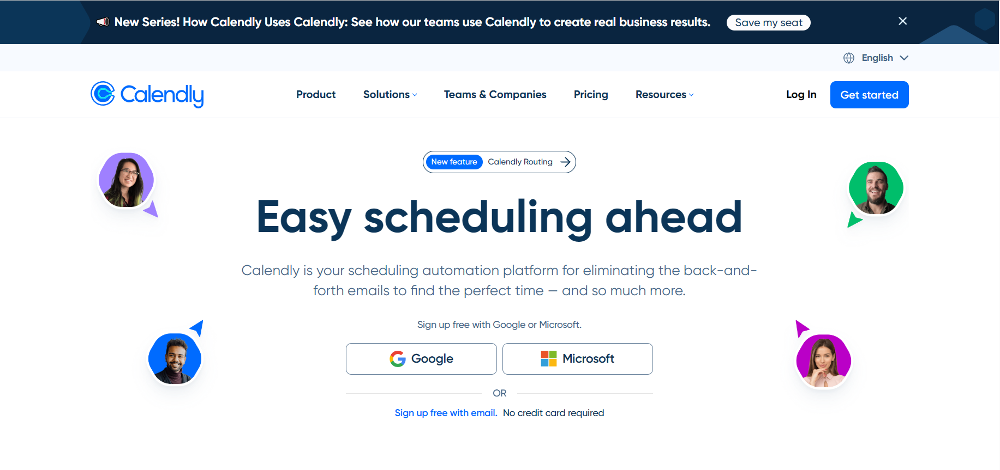 New Series! How Calendly Uses Calendly: See how our teams use Calendly to create real business results. Save my seat
English
Calendly Product Solutions Teams & Companies Pricing Resources Log In Get started
New feature Calendly Routing
Easy scheduling ahead
Calendly is your scheduling automation platform for eliminating the back-and-
forth emails to find the perfect time — and so much more.
Sign up free with Google or Microsoft.
Google Microsoft
OR
Sign up free with email. No credit card required